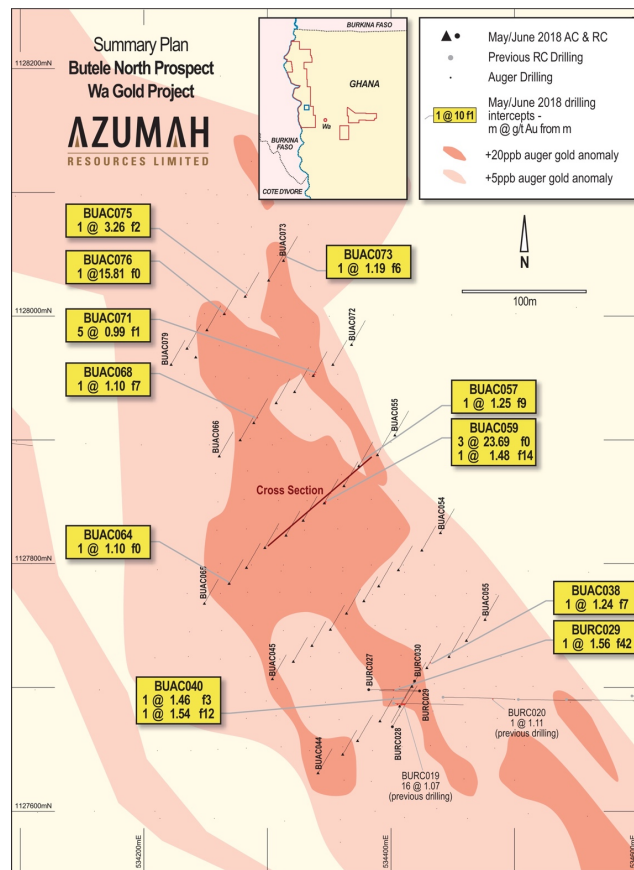 Summary Plan
Butele North Prospect
Wa Gold Project
AZUMAH
RESOURCES LIMITED
BURKINA FASO
GHANA
Wa
BURKINA
FASO
COTE D'IVORE
May/June 2018 AC & RC
Previous RC Drilling
Auger Drilling
1 @ 10 f1
May/June 2018 drilling
intercepts -
m @ g/t Au from m
+20ppb auger gold anomaly
+5ppb auger gold anomaly
N
100m
1128200mN
1128000mN
1127800mN
1127600mN
534200mE
534400mE
534600mE
BUAC075
1 @ 3.26 f2
BUAC076
1 @15.81 f0
BUAC071
5 @ 0.99 f1
BUAC068
1 @ 1.10 f7
BUAC064
1 @ 1.10 f0
BUAC040
1 @ 1.46 f3
1 @ 1.54 f12
BUAC073
1 @ 1.19 f6
BUAC057
1 @ 1.25 f9
BUAC059
3 @ 23.69 f0
1 @ 1.48 f14
BUAC038
1 @ 1.24 f7
BURC029
1 @ 1.56 f42
BUAC073
BUAC072
BUAC079
BUAC066
BUAC055
Cross Section
BUAC054
BUAC065
BUAC055
BUAC045
BURC027
BURC030
BURC029
BURC028
BUAC044
BURC020
1 @ 1.11
(previous drilling)
BURC019
16 @ 1.07
(previous drilling)